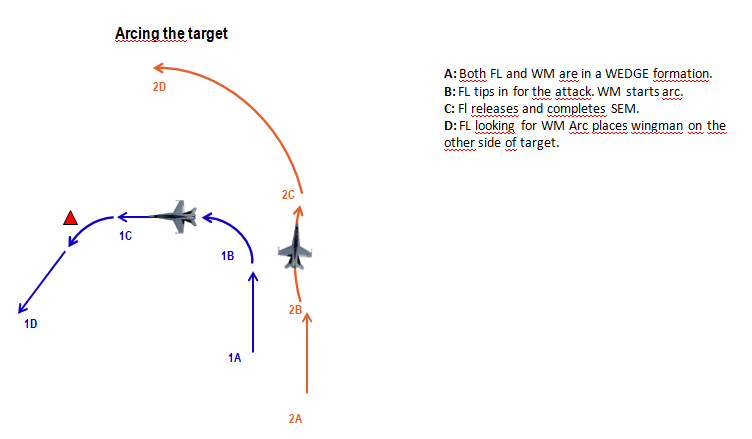 Arcing the target
2D
A: Both FL and WM are in a WEDGE formation.
B: FL tips in for the attack. WM starts arc.
C: Fl releases and completes SEM.
D: FL looking for WM Arc places wingman on the
other side of target.
2C
1C
1B
2B
1D
1A
2A